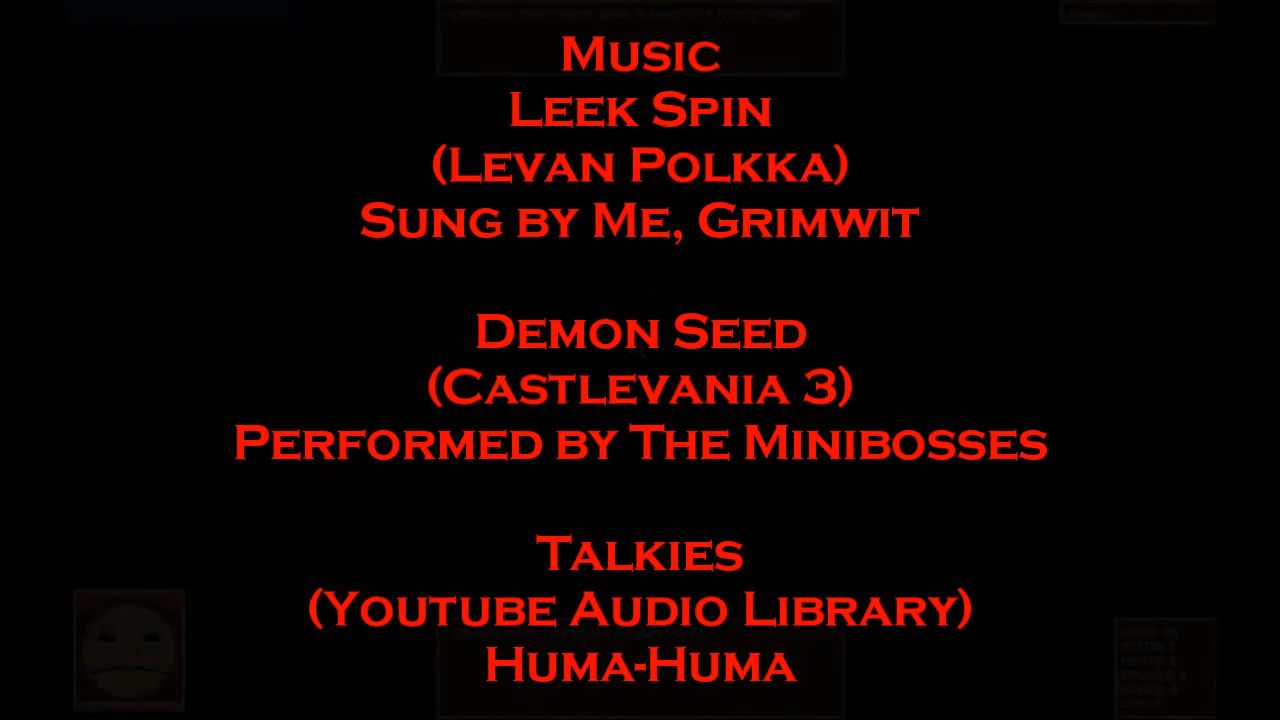 Music
Leek Spin
(Levan Polkka)
Sung by Me, Grimwit
Demon Seed
(Castlevania 3)
Performed by The Minibosses
Talkies
(Youtube Audio Library)
Huma-Huma